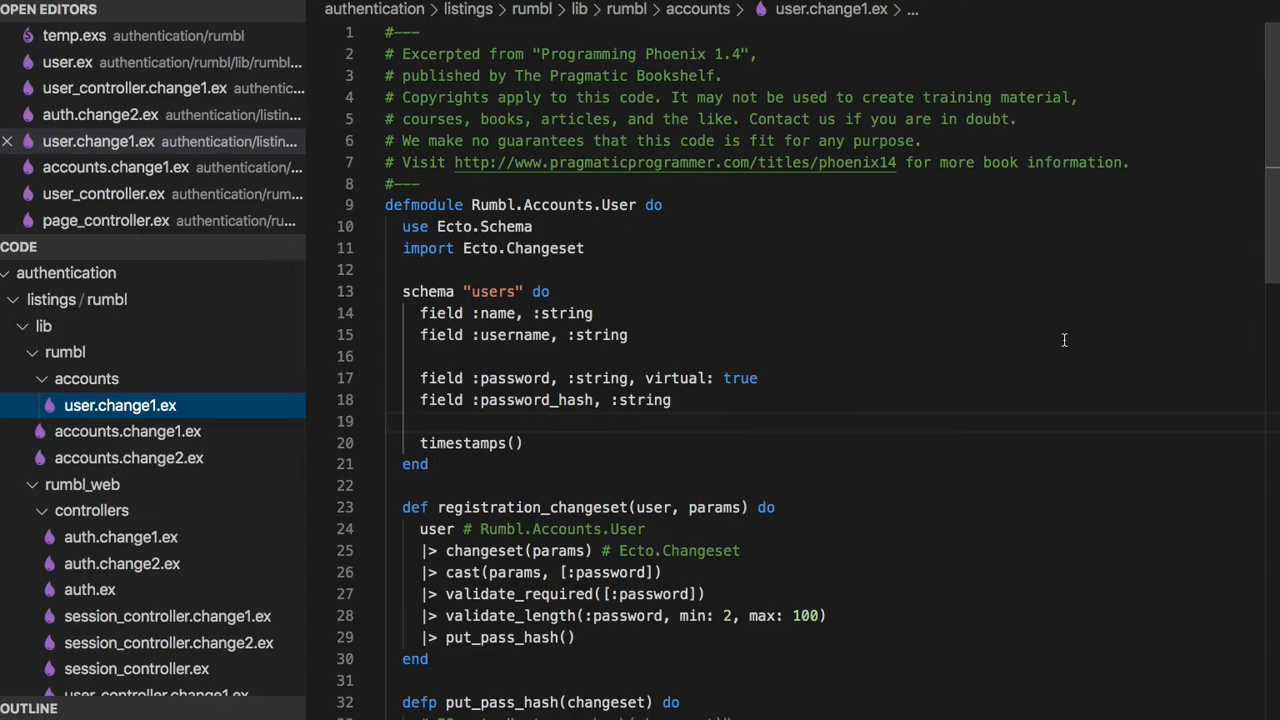 OPEN EDITORS
temp.exs authentication/rumbl
user.ex authentication/rumbl/lib/rumbl...
user_controller.change1.ex authentic...
auth.change2.ex authentication/listin...
user.change1.ex authentication/listin...
accounts.change1.ex authentication/...
user_controller.ex authentication/rum...
page_controller.ex authentication/ru...
CODE
authentication
listings / rumbl
lib
rumbl
accounts
user.change1.ex
accounts.change1.ex
accounts.change2.ex
rumbl_web
controllers
auth.change1.ex
auth.change2.ex
auth.ex
session_controller.change1.ex
session_controller.change2.ex
session_controller.ex
user_controller.change1.ex
OUTLINE
authentication > listings > rumbl > lib > rumbl > accounts > user.change1.ex > ...
1 #---
2 # Excerpted from "Programming Phoenix 1.4",
3 # published by The Pragmatic Bookshelf.
4 # Copyrights apply to this code. It may not be used to create training material,
5 # courses, books, articles, and the like. Contact us if you are in doubt.
6 # We make no guarantees that this code is fit for any purpose.
7 # Visit http://www.pragmaticprogrammer.com/titles/phoenix14 for more book information.
8 #---
9 defmodule Rumbl.Accounts.User do
10 use Ecto.Schema
11 import Ecto.Changeset
12
13 schema "users" do
14 field :name, :string
15 field :username, :string
16
17 field :password, :string, virtual: true
18 field :password_hash, :string
19
20 timestamps()
21 end
22
23 def registration_changeset(user, params) do
24 user # Rumbl.Accounts.User
25 |> changeset(params) # Ecto.Changeset
26 |> cast(params, [:password])
27 |> validate_required([:password])
28 |> validate_length(:password, min: 2, max: 100)
29 |> put_pass_hash()
30 end
31
32 defp put_pass_hash(changeset) do